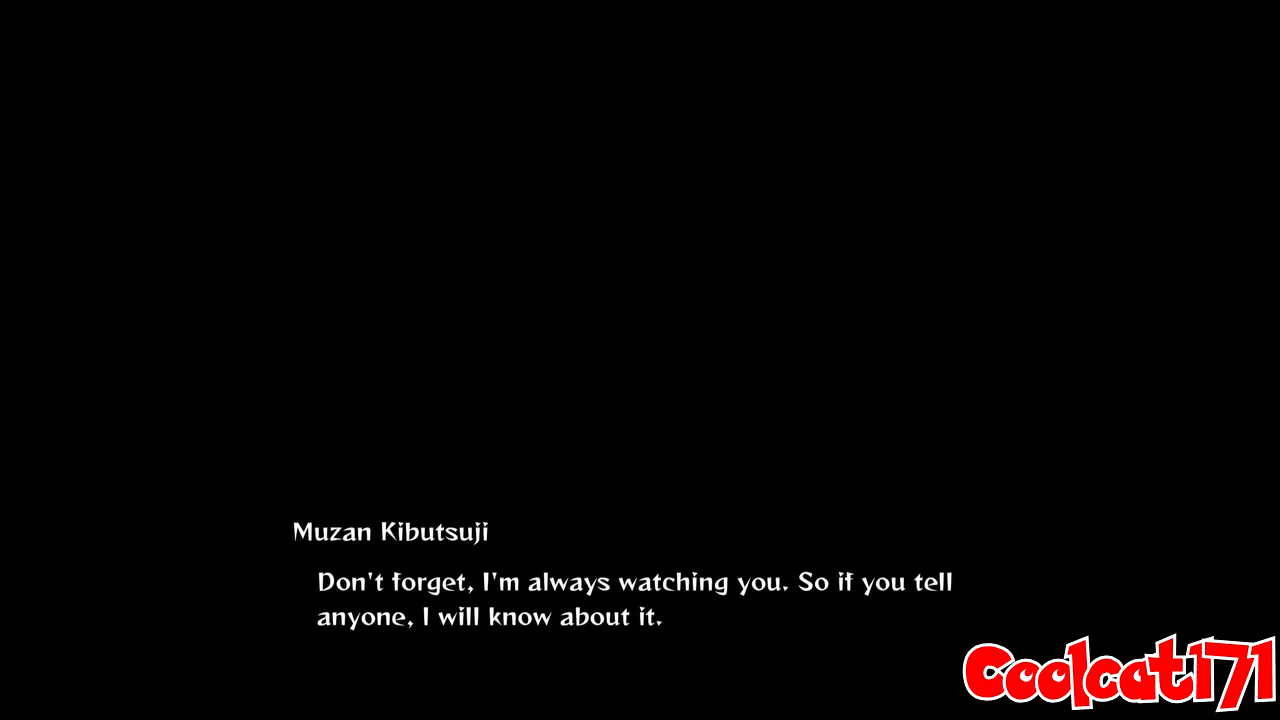 Muzan Kibutsuji
Don't forget, I'm always watching you. So if you tell
anyone, I will know about it.
Coolcat171